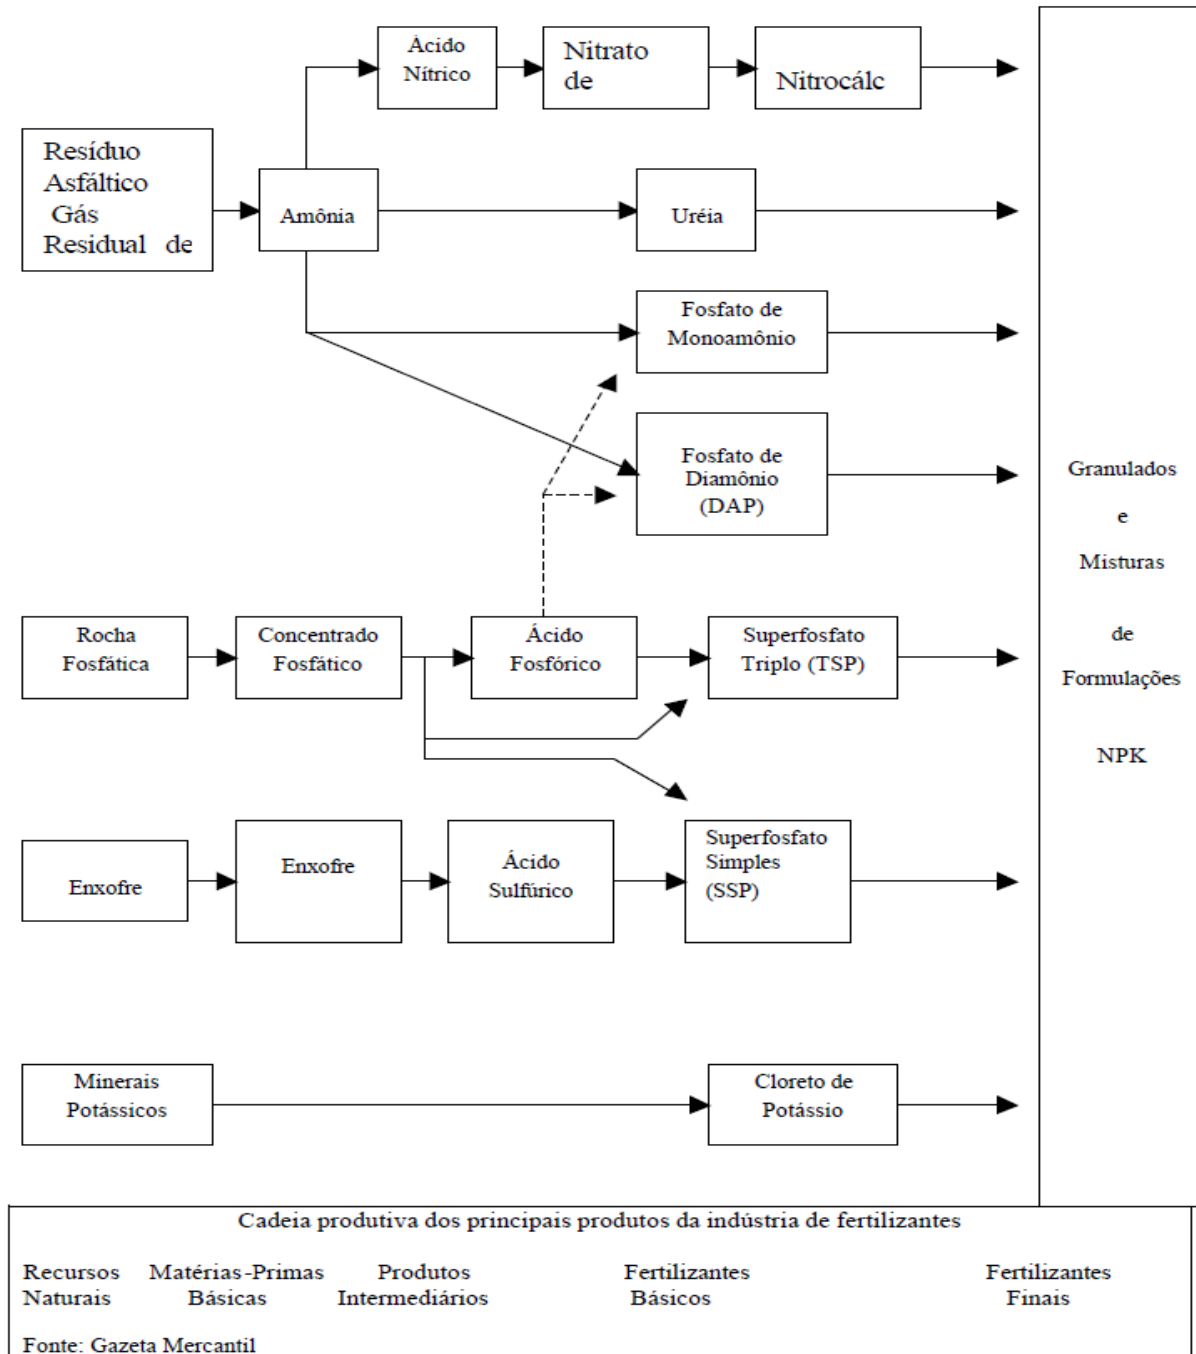 Ácido
Nítrico
Nitrato
de
Nitrocálc
Resíduo
Asfáltico
Gás
Residual de
Amônia
Uréia
Fosfato de
Monoamônio
Fosfato de
Diamônio
(DAP)
Granulados
e
Misturas
de
Formulações
NPK
Rocha
Fosfática
Concentrado
Fosfático
Ácido
Fosfórico
Superfosfato
Triplo (TSP)
Enxofre
Enxofre
Ácido
Sulfúrico
Superfosfato
Simples
(SSP)
Minerais
Potássicos
Cloreto de
Potássio
Cadeia produtiva dos principais produtos da indústria de fertilizantes
Recursos Matérias-Primas Produtos Fertilizantes Fertilizantes
Naturais Básicas Intermediários Básicos Finais
Fonte: Gazeta Mercantil